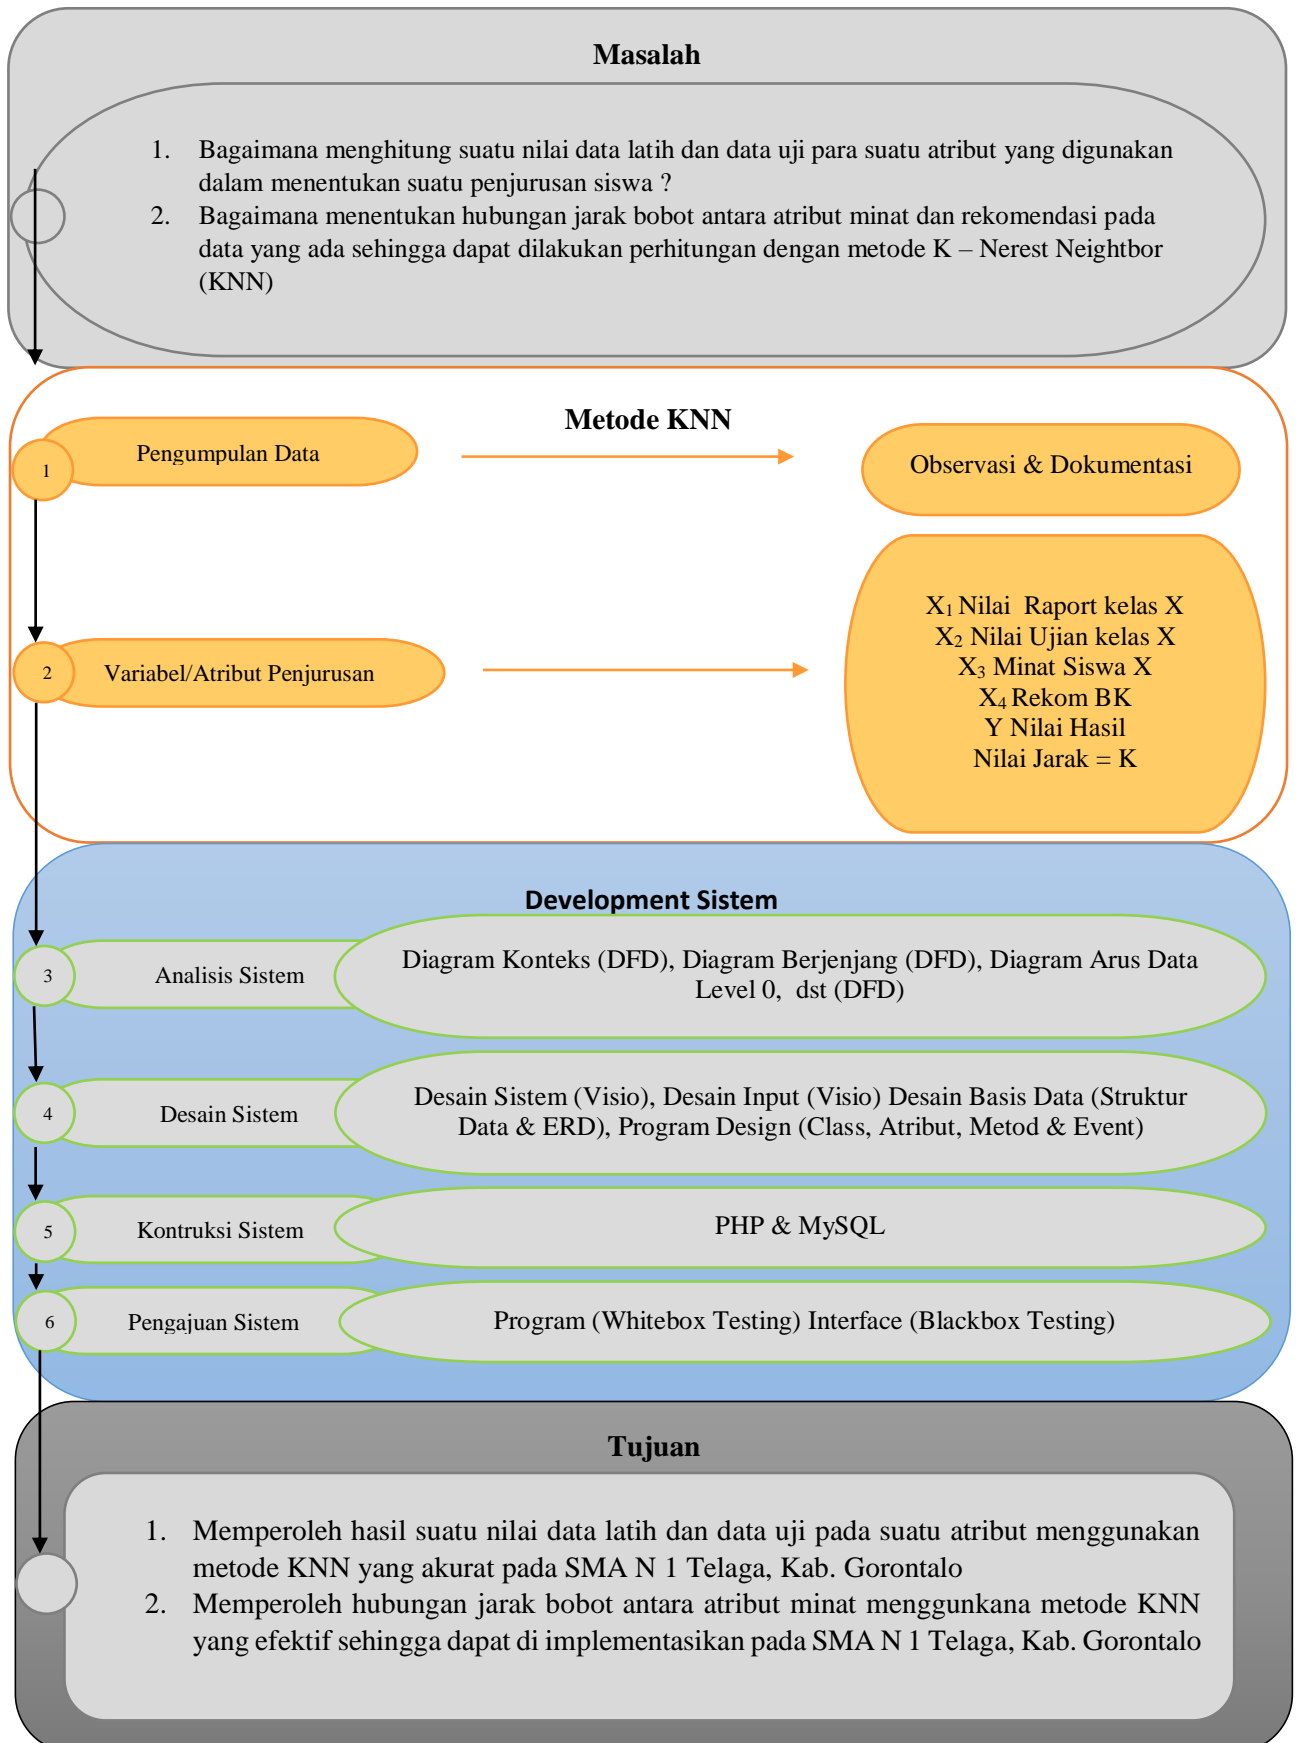 Masalah
1. Bagaimana menghitung suatu nilai data latih dan data uji para suatu atribut yang digunakan
dalam menentukan suatu penjurusan siswa ?
2. Bagaimana menentukan hubungan jarak bobot antara atribut minat dan rekomendasi pada
data yang ada sehingga dapat dilakukan perhitungan dengan metode K – Nerest Neightbor
(KNN)
Metode KNN
1
Pengumpulan Data
Observasi & Dokumentasi
2
Variabel/Atribut Penjurusan
X₁ Nilai Raport kelas X
X₂ Nilai Ujian kelas X
X₃ Minat Siswa X
X₄ Rekom BK
Y Nilai Hasil
Nilai Jarak = K
Development Sistem
3
Analisis Sistem
Diagram Konteks (DFD), Diagram Berjenjang (DFD), Diagram Arus Data
Level 0, dst (DFD)
4
Desain Sistem
Desain Sistem (Visio), Desain Input (Visio) Desain Basis Data (Struktur
Data & ERD), Program Design (Class, Atribut, Metod & Event)
5
Kontruksi Sistem
PHP & MySQL
6
Pengajuan Sistem
Program (Whitebox Testing) Interface (Blackbox Testing)
Tujuan
1. Memperoleh hasil suatu nilai data latih dan data uji pada suatu atribut menggunakan
metode KNN yang akurat pada SMA N 1 Telaga, Kab. Gorontalo
2. Memperoleh hubungan jarak bobot antara atribut minat menggunkana metode KNN
yang efektif sehingga dapat di implementasikan pada SMA N 1 Telaga, Kab. Gorontalo